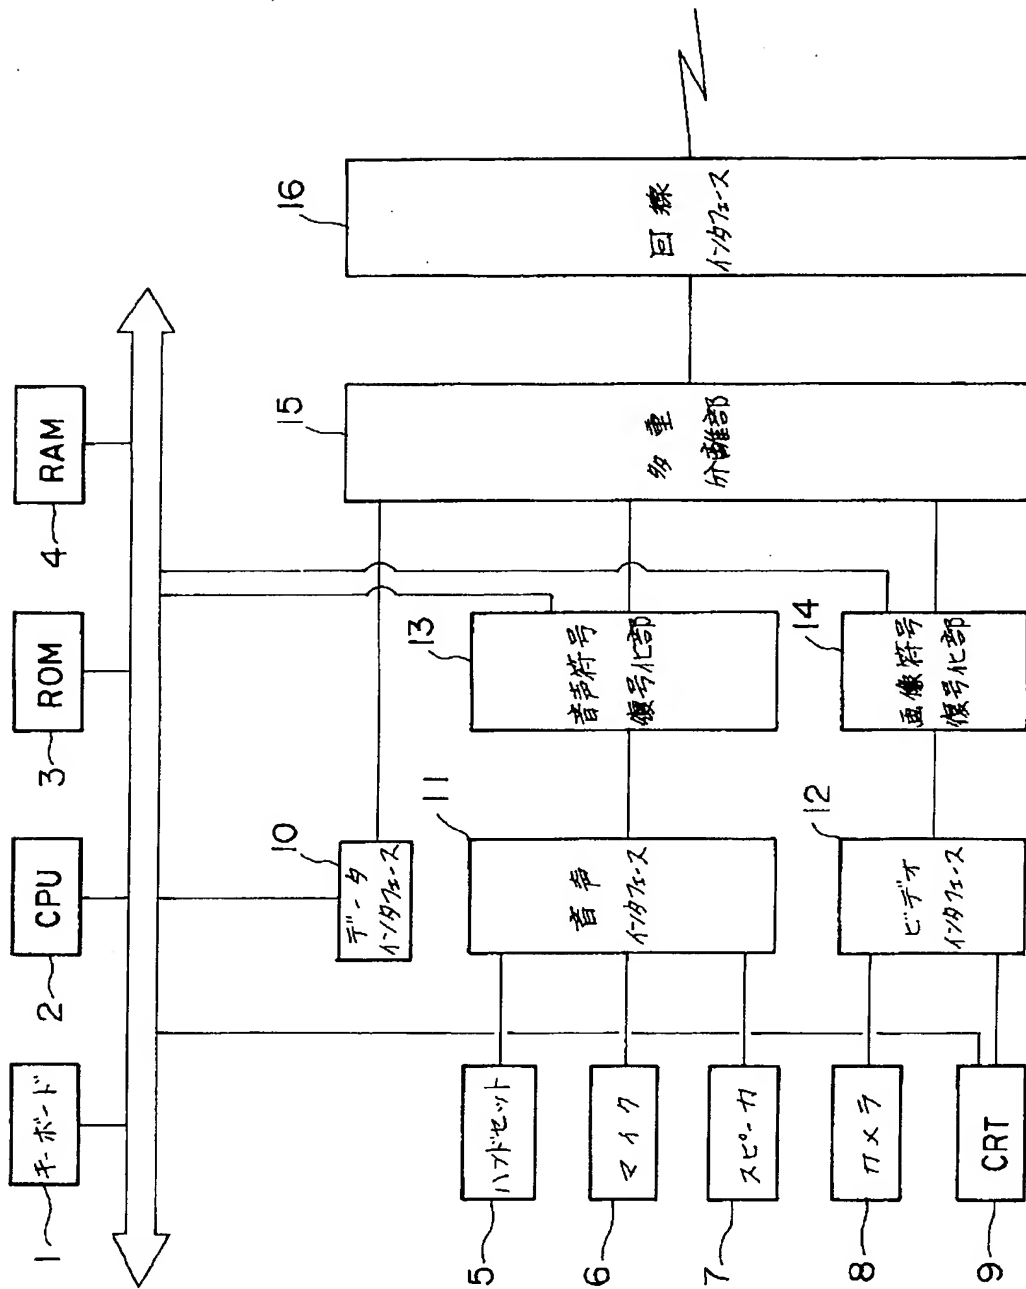 1
キーボード
2
CPU
3
ROM
4
RAM
5
ハンドセット
6
マイク
7
スピーカ
8
カメラ
9
CRT
10
データ
インタフェース
11
音声
インタフェース
12
ビデオ
インタフェース
13
音声符号
復号化部
14
画像符号
復号化部
15
多重
分離部
16
回線
インタフェース